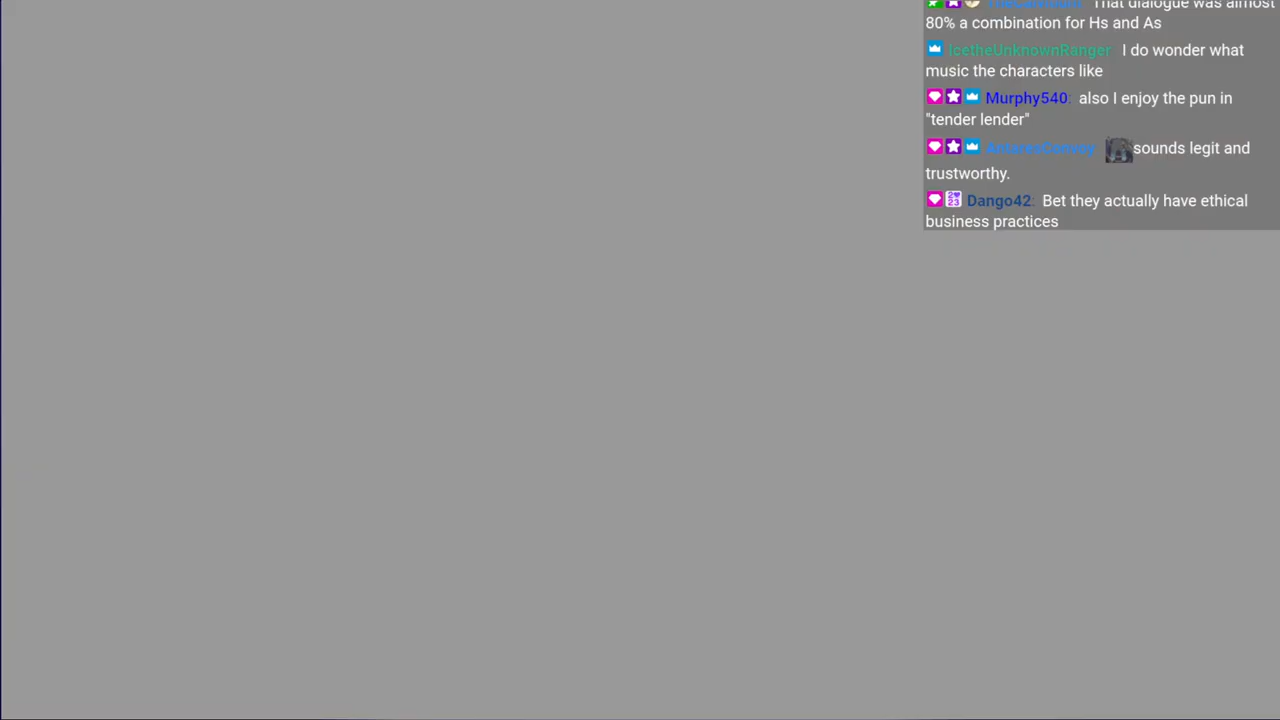 That dialogue was almost
80% a combination for Hs and As
IcetheUnknownRanger I do wonder what
music the characters like
Murphy540: also I enjoy the pun in
"tender lender"
AntaresConvoy sounds legit and
trustworthy.
Dango42: Bet they actually have ethical
business practices